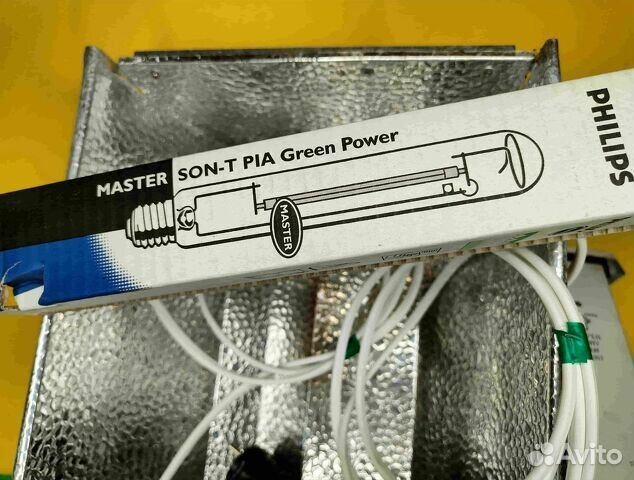 MASTER SON-T PIA Green Power
PHILIPS
MASTER
Avito